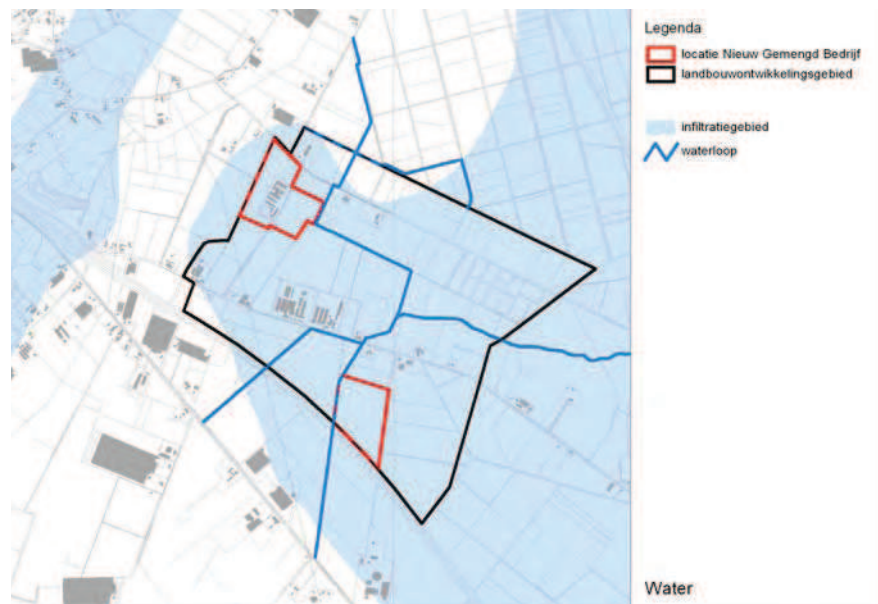 Legenda
locatie Nieuw Gemengd Bedrijf
landbouwontwikkelingsgebied
infiltratiegebied
waterloop
Water